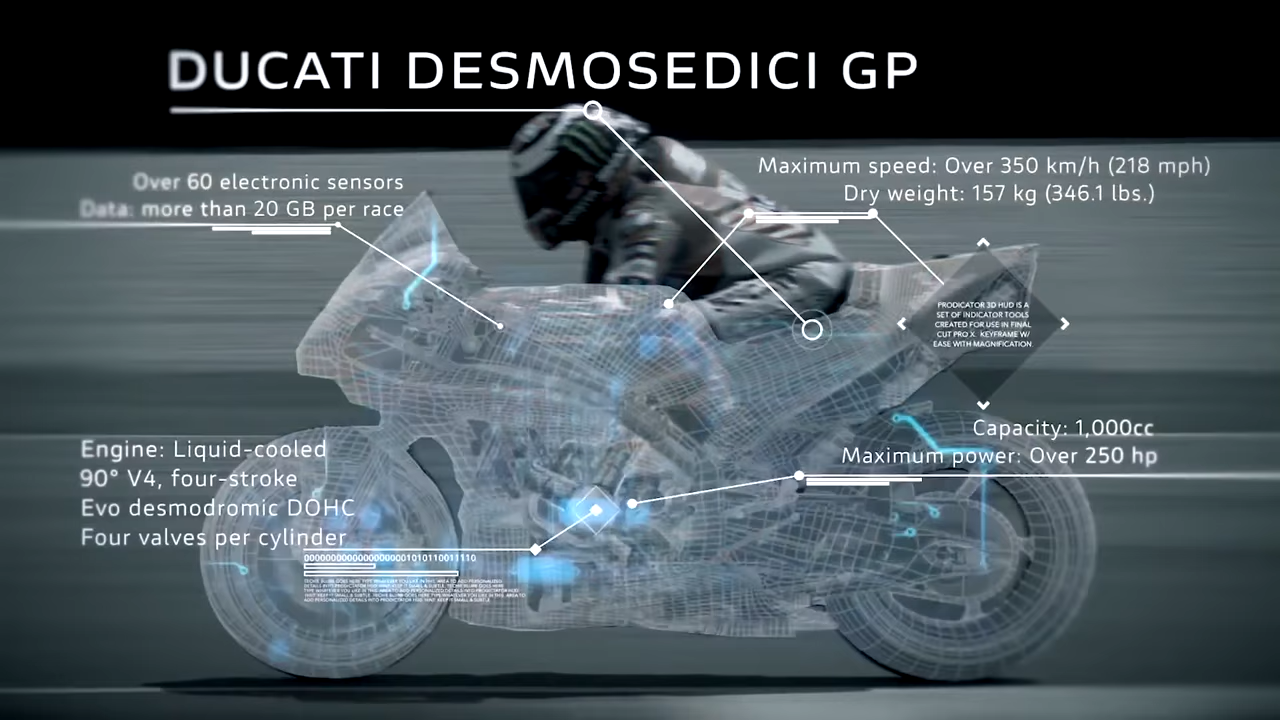 DUCATI DESMOSEDICI GP
Over 60 electronic sensors
Data: more than 20 GB per race
Maximum speed: Over 350 km/h (218 mph)
Dry weight: 157 kg (346.1 lbs.)
PRODICATOR 3D HUD IS A
SET OF INDICATOR TOOLS
CREATED FOR USE IN FINAL
CUT PRO X. KEYFRAME W/
EASE WITH MAGNIFICATION.
Capacity: 1,000cc
Maximum power: Over 250 hp
Engine: Liquid-cooled
90° V4, four-stroke
Evo desmodromic DOHC
Four valves per cylinder